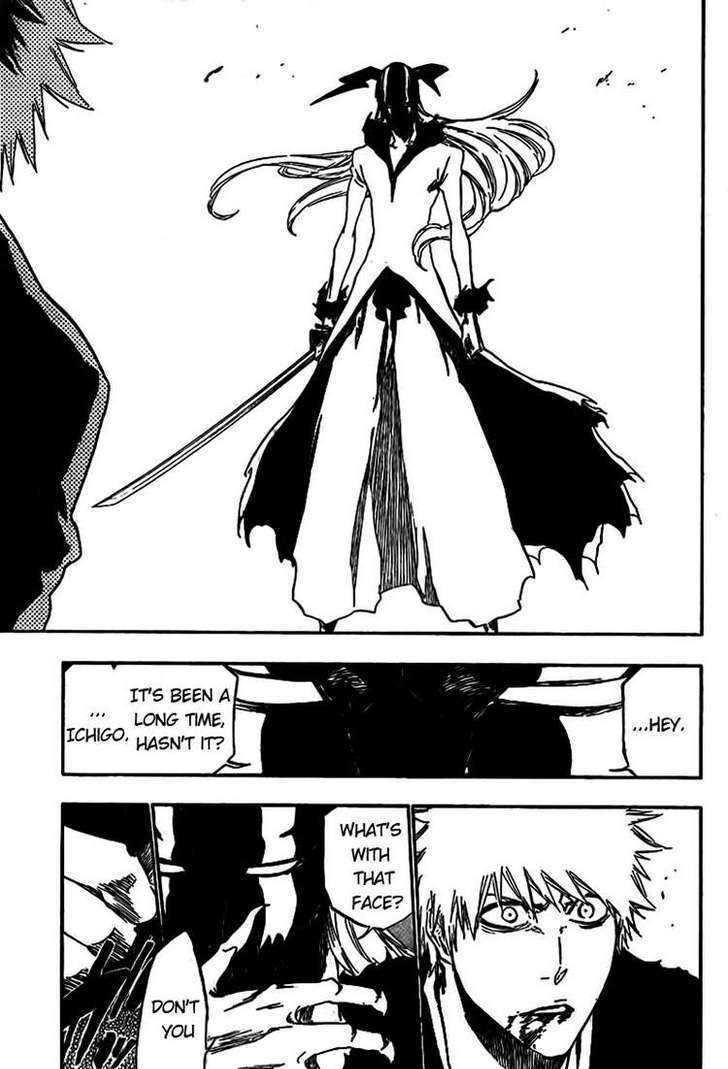 ...HEY.
IT'S BEEN A
LONG TIME,
HASN'T IT?
...
ICHIGO.
WHAT'S
WITH
THAT
FACE?
DON'T
YOU